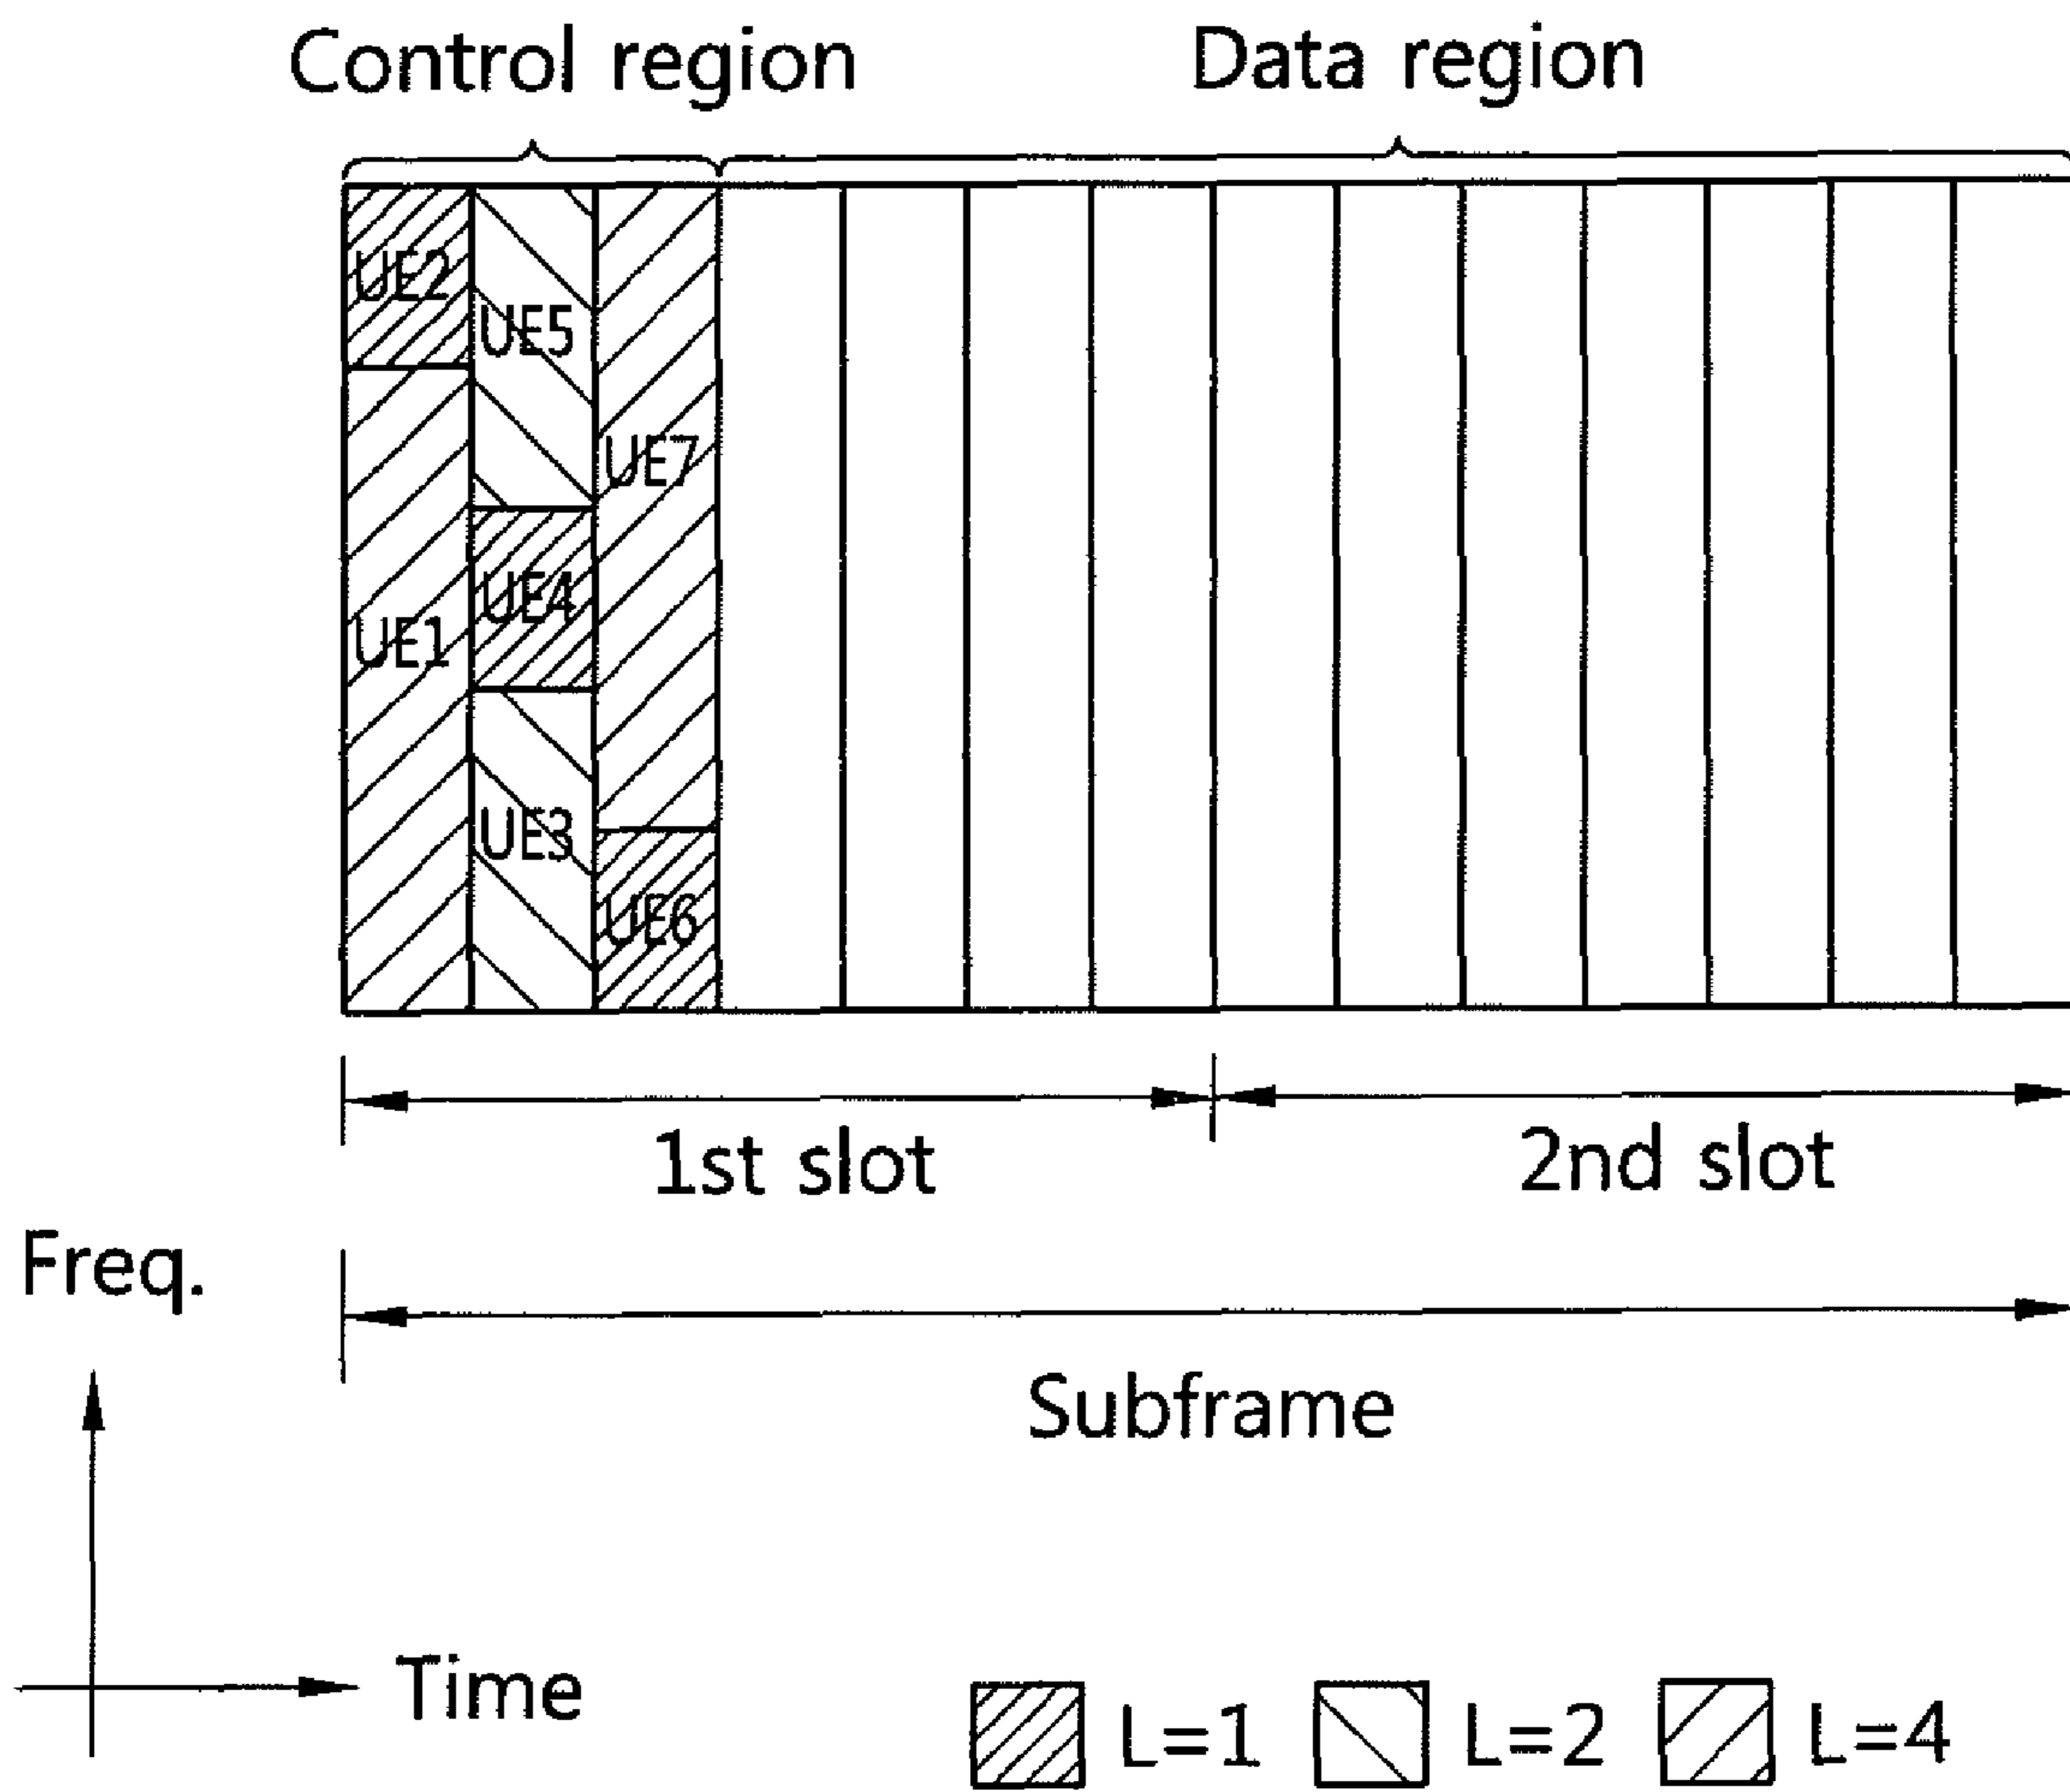 Control region
Data region
UE2
UE5
UE7
UE4
UE1
UE3
UE6
1st slot
2nd slot
Freq.
Subframe
Time
L=1
L=2
L=4